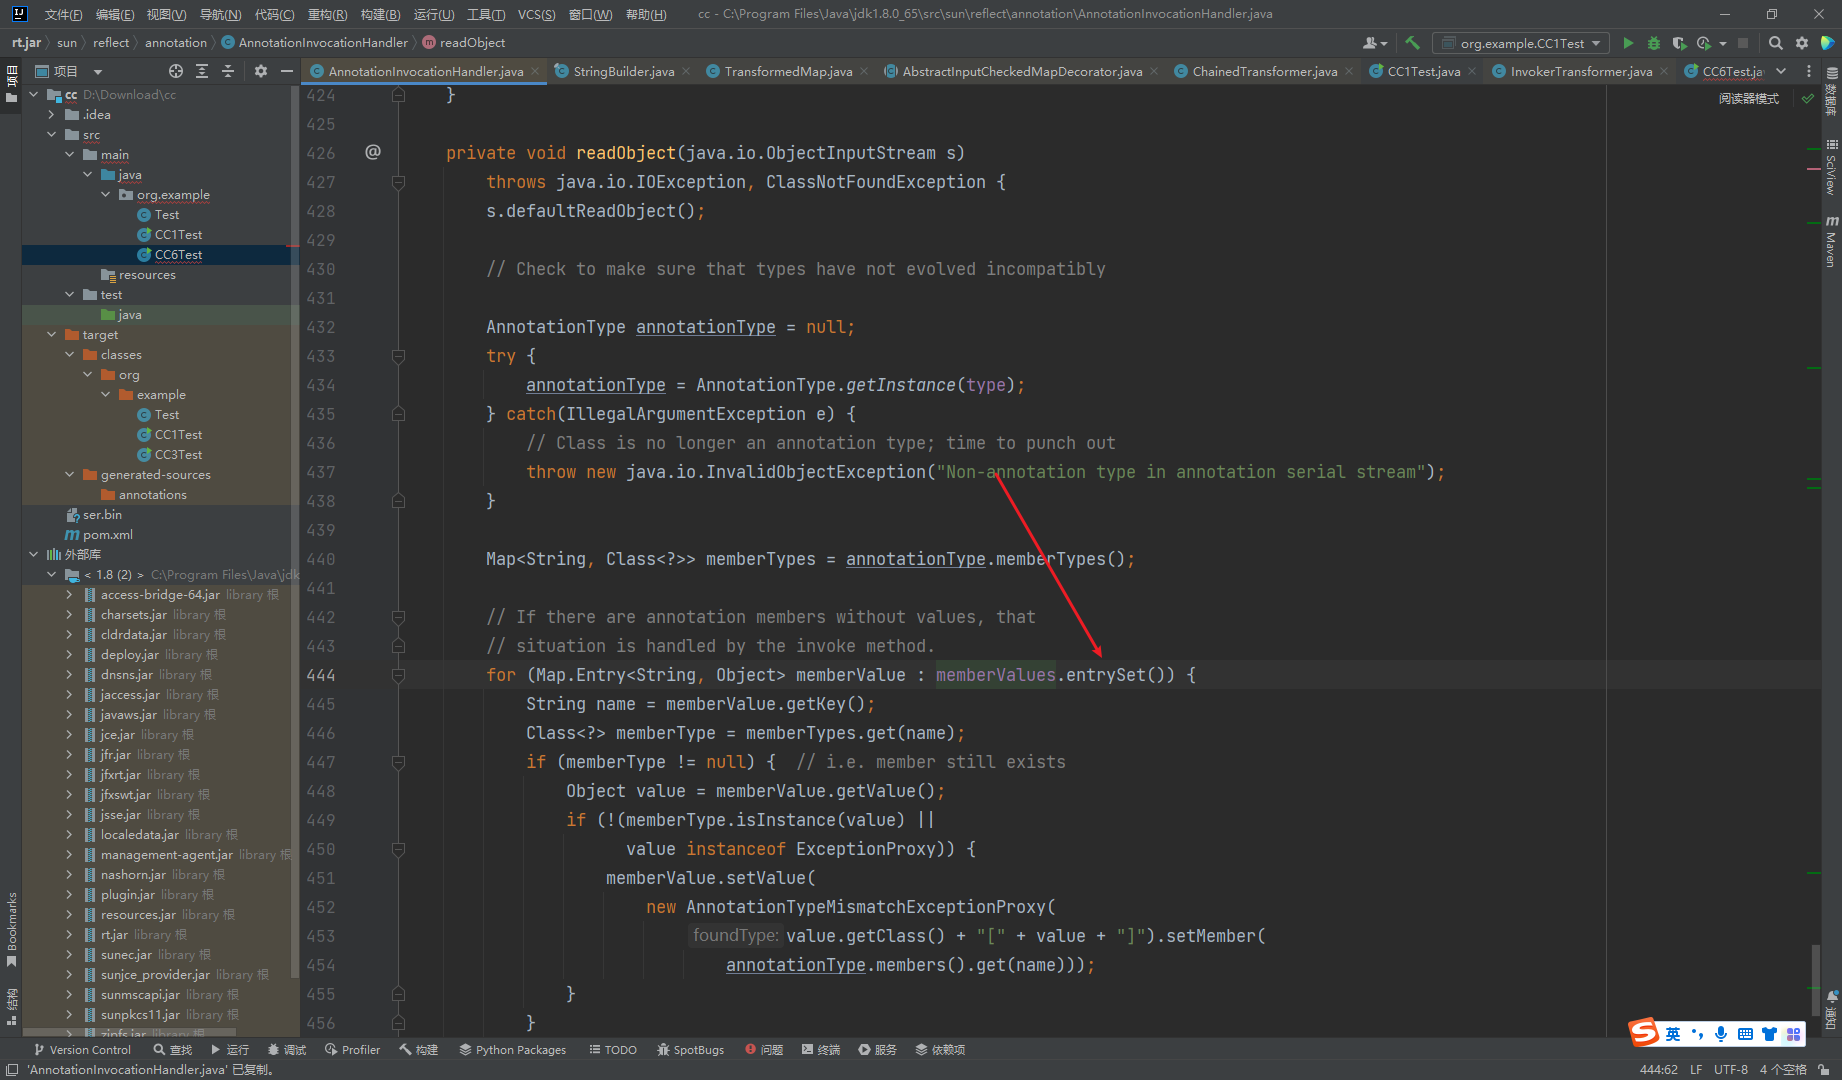 文件(F) 编辑(E) 视图(V) 导航(N) 代码(C) 重构(R) 构建(B) 运行(U) 工具(T) VCS(S) 窗口(W) 帮助(H) cc - C:\Program Files\Java\jdk1.8.0_65\src\sun\reflect\annotation\AnnotationInvocationHandler.java
rt.jar sun reflect annotation AnnotationInvocationHandler readObject org.example.CC1Test
项目
AnnotationInvocationHandler.java StringBuilder.java TransformedMap.java AbstractInputCheckedMapDecorator.java ChainedTransformer.java CC1Test.java InvokerTransformer.java CC6Test.ja
项目
cc D:\Download\cc
.idea
src
main
java
org.example
Test
CC1Test
CC6Test
resources
test
java
target
classes
org
example
Test
CC1Test
CC3Test
generated-sources
annotations
ser.bin
pom.xml
外部库
< 1.8 (2) > C:\Program Files\Java\jdk
access-bridge-64.jar library 根
charsets.jar library 根
cldrdata.jar library 根
deploy.jar library 根
dnsns.jar library 根
jaccess.jar library 根
javaws.jar library 根
jce.jar library 根
jfr.jar library 根
jfxrt.jar library 根
jfxswt.jar library 根
jsse.jar library 根
localedata.jar library 根
management-agent.jar library 根
nashorn.jar library 根
plugin.jar library 根
resources.jar library 根
rt.jar library 根
sunec.jar library 根
sunjce_provider.jar library 根
sunmscapi.jar library 根
sunpkcs11.jar library 根
zipfs.jar library 根
Bookmarks
结构
阅读器模式
424 }
425
426 @ private void readObject(java.io.ObjectInputStream s)
427 throws java.io.IOException, ClassNotFoundException {
428 s.defaultReadObject();
429
430 // Check to make sure that types have not evolved incompatibly
431
432 AnnotationType annotationType = null;
433 try {
434 annotationType = AnnotationType.getInstance(type);
435 } catch(IllegalArgumentException e) {
436 // Class is no longer an annotation type; time to punch out
437 throw new java.io.InvalidObjectException("Non-annotation type in annotation serial stream");
438 }
439
440 Map<String, Class<?>> memberTypes = annotationType.memberTypes();
441
442 // If there are annotation members without values, that
443 // situation is handled by the invoke method.
444 for (Map.Entry<String, Object> memberValue : memberValues.entrySet()) {
445 String name = memberValue.getKey();
446 Class<?> memberType = memberTypes.get(name);
447 if (memberType != null) { // i.e. member still exists
448 Object value = memberValue.getValue();
449 if (!(memberType.isInstance(value) ||
450 value instanceof ExceptionProxy)) {
451 memberValue.setValue(
452 new AnnotationTypeMismatchExceptionProxy(
453 foundType: value.getClass() + "[" + value + "]").setMember(
454 annotationType.members().get(name)));
455 }
456 }
数据库
SciView
m Maven
通知
英
Version Control 查找 运行 调试 Profiler 构建 Python Packages TODO SpotBugs 问题 终端 服务 依赖项
'AnnotationInvocationHandler.java' 已复制。 444:62 LF UTF-8 4 个空格